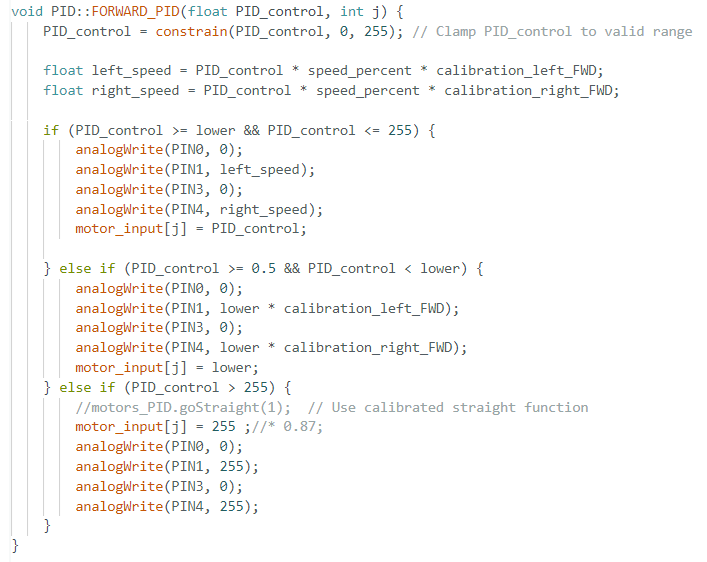 void PID::FORWARD_PID(float PID_control, int j) {
    PID_control = constrain(PID_control, 0, 255); // Clamp PID_control to valid range

    float left_speed = PID_control * speed_percent * calibration_left_FWD;
    float right_speed = PID_control * speed_percent * calibration_right_FWD;

    if (PID_control >= lower && PID_control <= 255) {
        analogWrite(PIN0, 0);
        analogWrite(PIN1, left_speed);
        analogWrite(PIN3, 0);
        analogWrite(PIN4, right_speed);
        motor_input[j] = PID_control;

    } else if (PID_control >= 0.5 && PID_control < lower) {
        analogWrite(PIN0, 0);
        analogWrite(PIN1, lower * calibration_left_FWD);
        analogWrite(PIN3, 0);
        analogWrite(PIN4, lower * calibration_right_FWD);
        motor_input[j] = lower;
    } else if (PID_control > 255) {
        //motors_PID.goStraight(1);  // Use calibrated straight function
        motor_input[j] = 255 ;//* 0.87;
        analogWrite(PIN0, 0);
        analogWrite(PIN1, 255);
        analogWrite(PIN3, 0);
        analogWrite(PIN4, 255);
    }
}